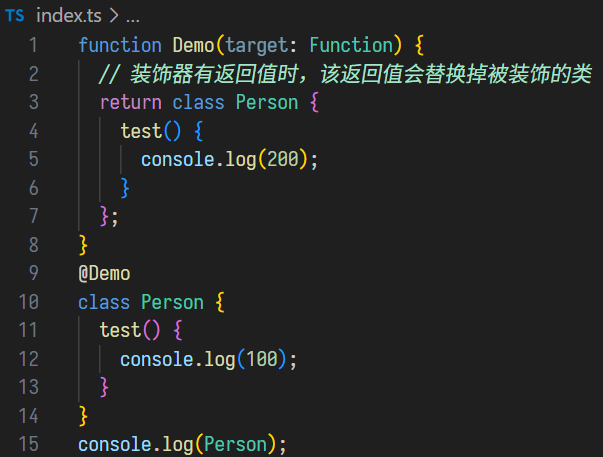 TS index.ts > ...
1 function Demo(target: Function) {
2   // 装饰器有返回值时，该返回值会替换掉被装饰的类
3   return class Person {
4     test() {
5       console.log(200);
6     }
7   };
8 }
9 @Demo
10 class Person {
11   test() {
12     console.log(100);
13   }
14 }
15 console.log(Person);